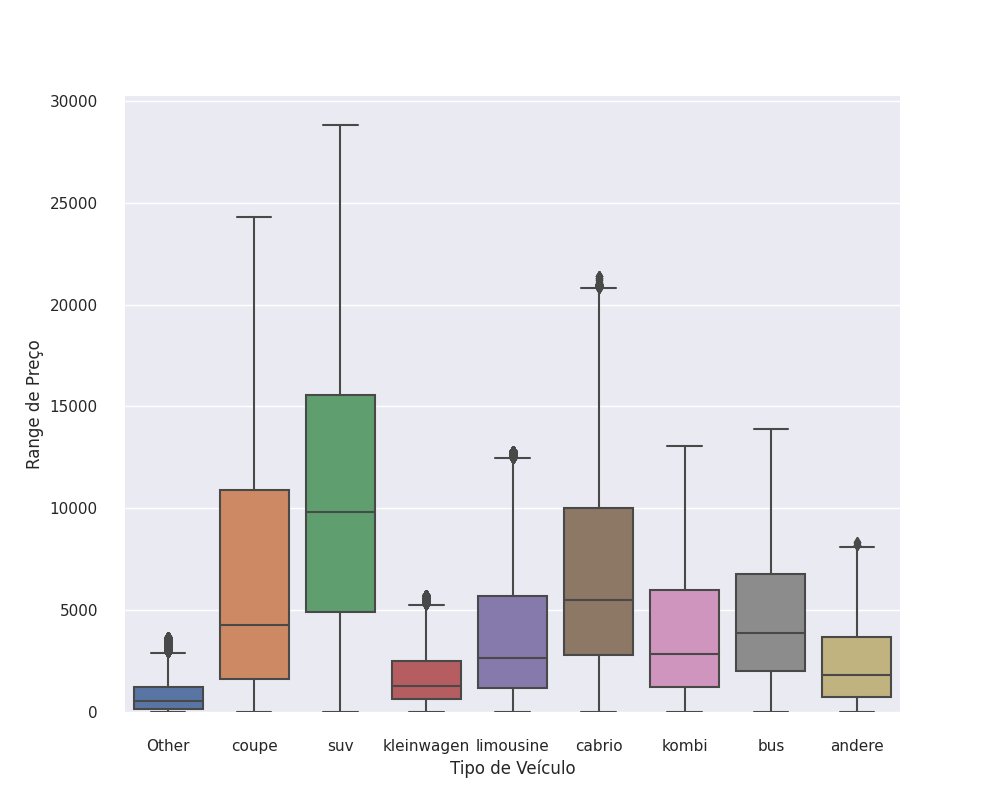 30000
25000
20000
15000
10000
5000
0
Range de Preço
Other coupe suv kleinwagen limousine cabrio kombi bus andere
Tipo de Veículo